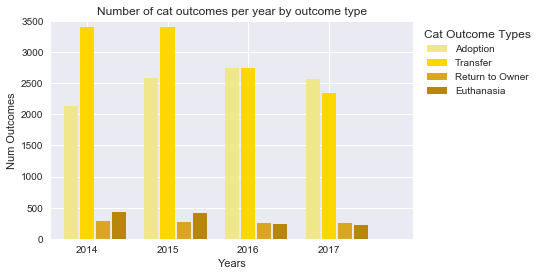 Number of cat outcomes per year by outcome type
3500
3000
2500
2000
1500
1000
500
0
Num Outcomes
2014 2015 2016 2017
Years
Cat Outcome Types
Adoption
Transfer
Return to Owner
Euthanasia